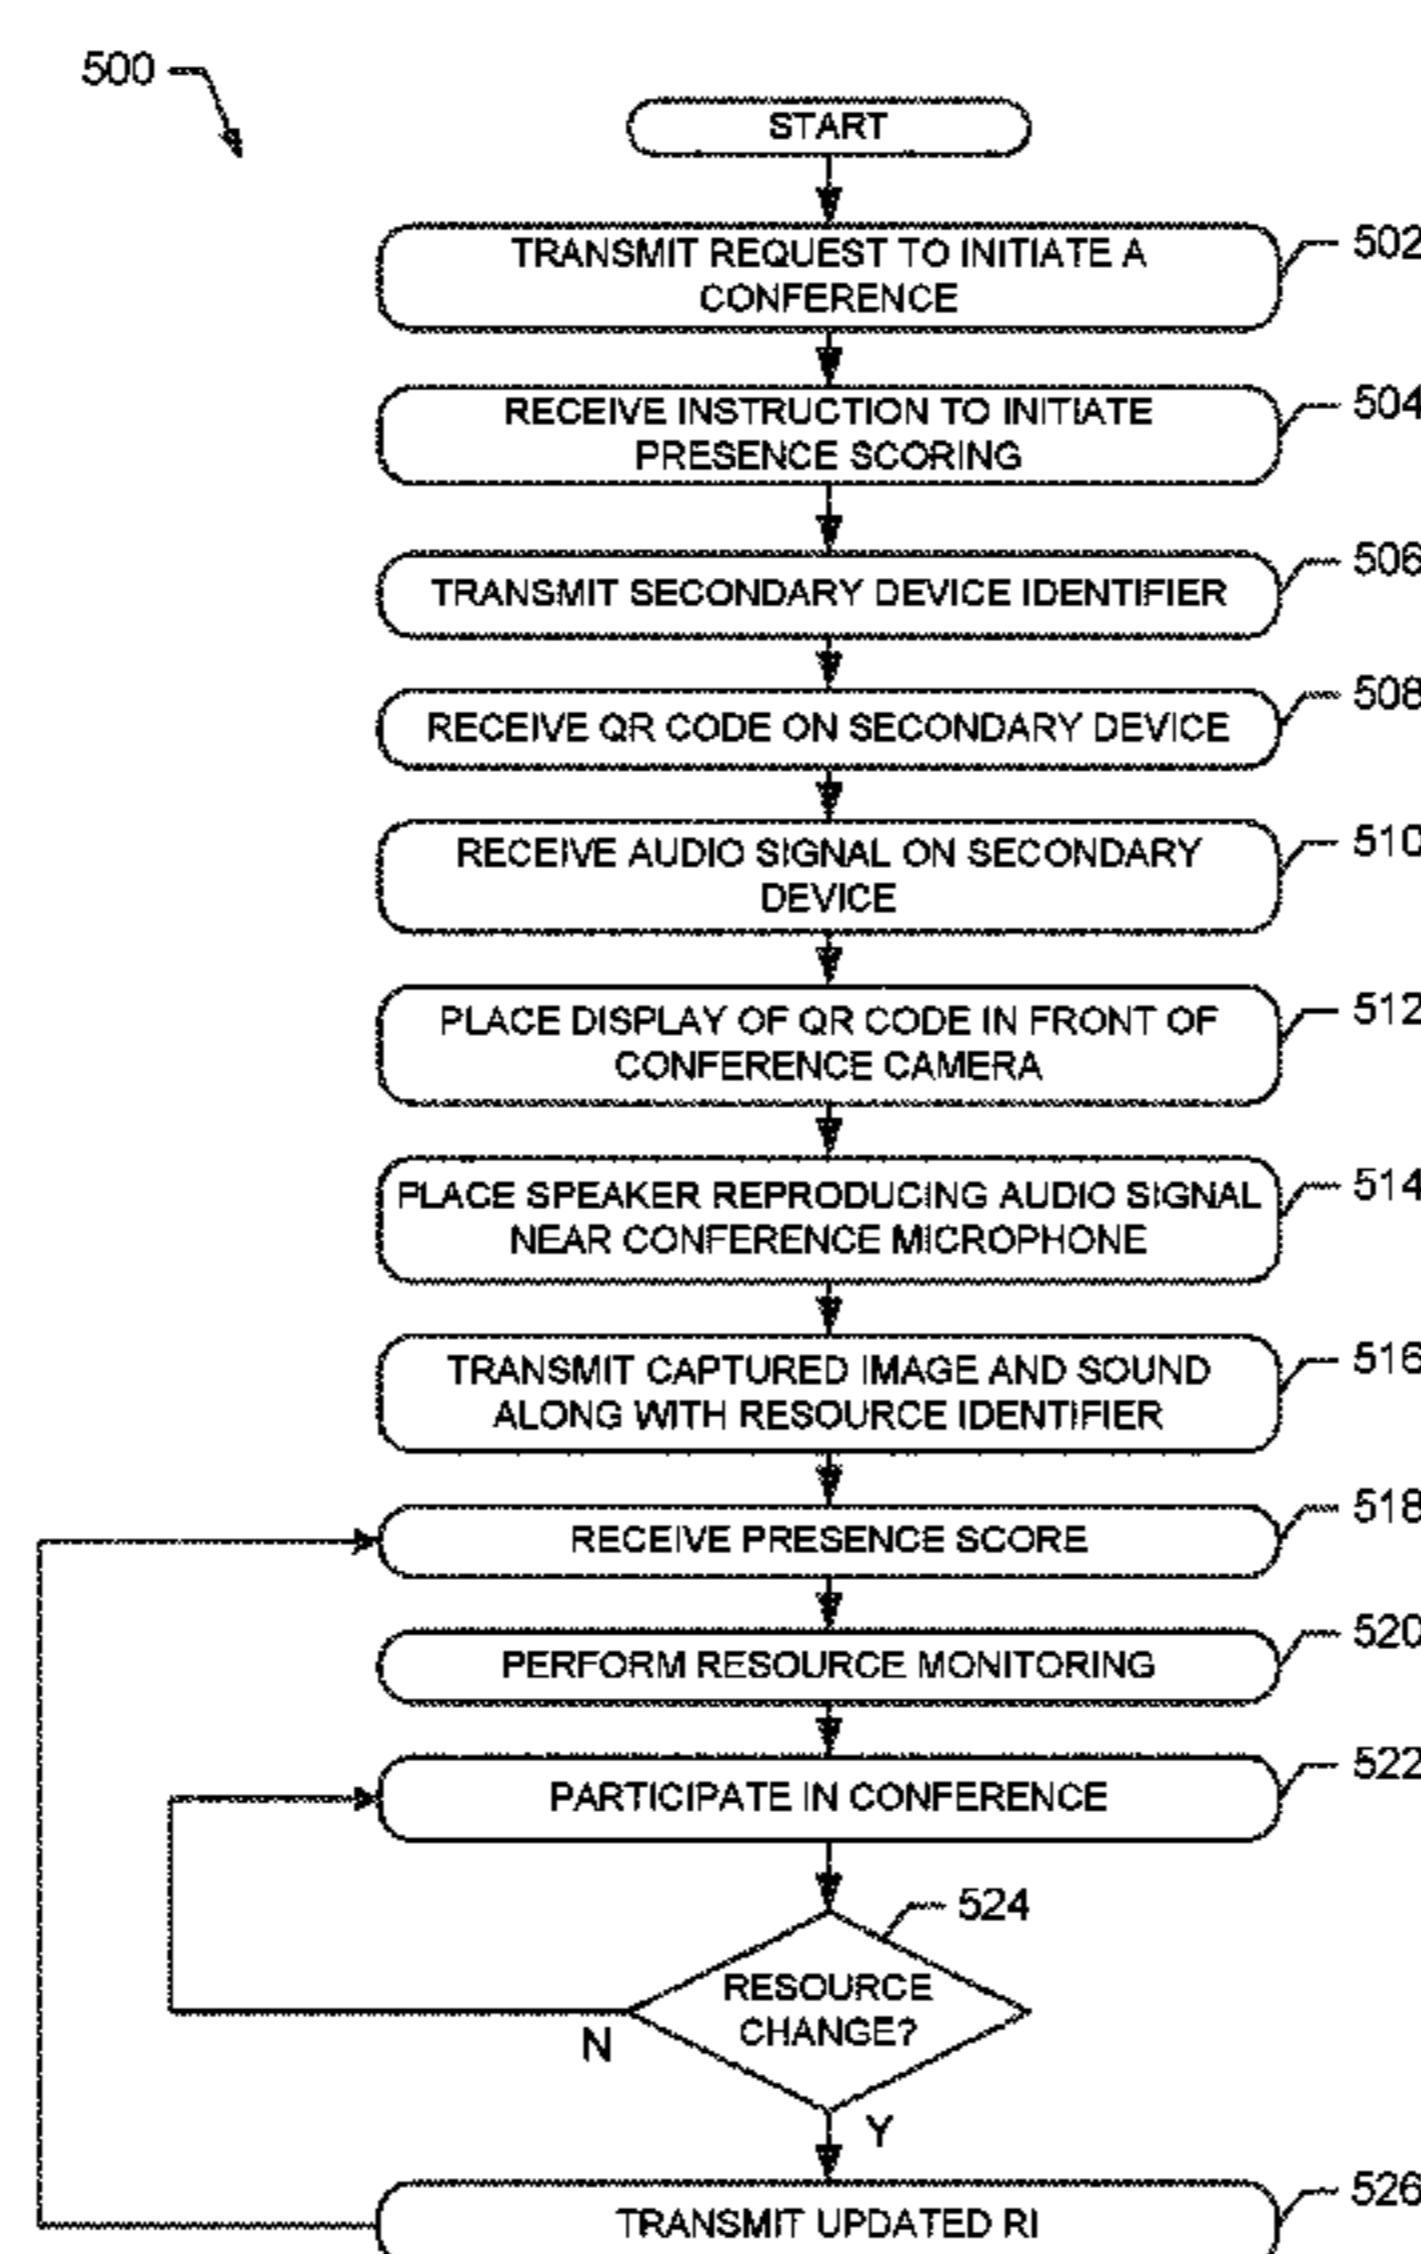 500
START
TRANSMIT REQUEST TO INITIATE A
CONFERENCE
502
RECEIVE INSTRUCTION TO INITIATE
PRESENCE SCORING
504
TRANSMIT SECONDARY DEVICE IDENTIFIER
506
RECEIVE QR CODE ON SECONDARY DEVICE
508
RECEIVE AUDIO SIGNAL ON SECONDARY
DEVICE
510
PLACE DISPLAY OF QR CODE IN FRONT OF
CONFERENCE CAMERA
512
PLACE SPEAKER REPRODUCING AUDIO SIGNAL
NEAR CONFERENCE MICROPHONE
514
TRANSMIT CAPTURED IMAGE AND SOUND
ALONG WITH RESOURCE IDENTIFIER
516
RECEIVE PRESENCE SCORE
518
PERFORM RESOURCE MONITORING
520
PARTICIPATE IN CONFERENCE
522
524
RESOURCE
CHANGE?
N
Y
TRANSMIT UPDATED RI
526